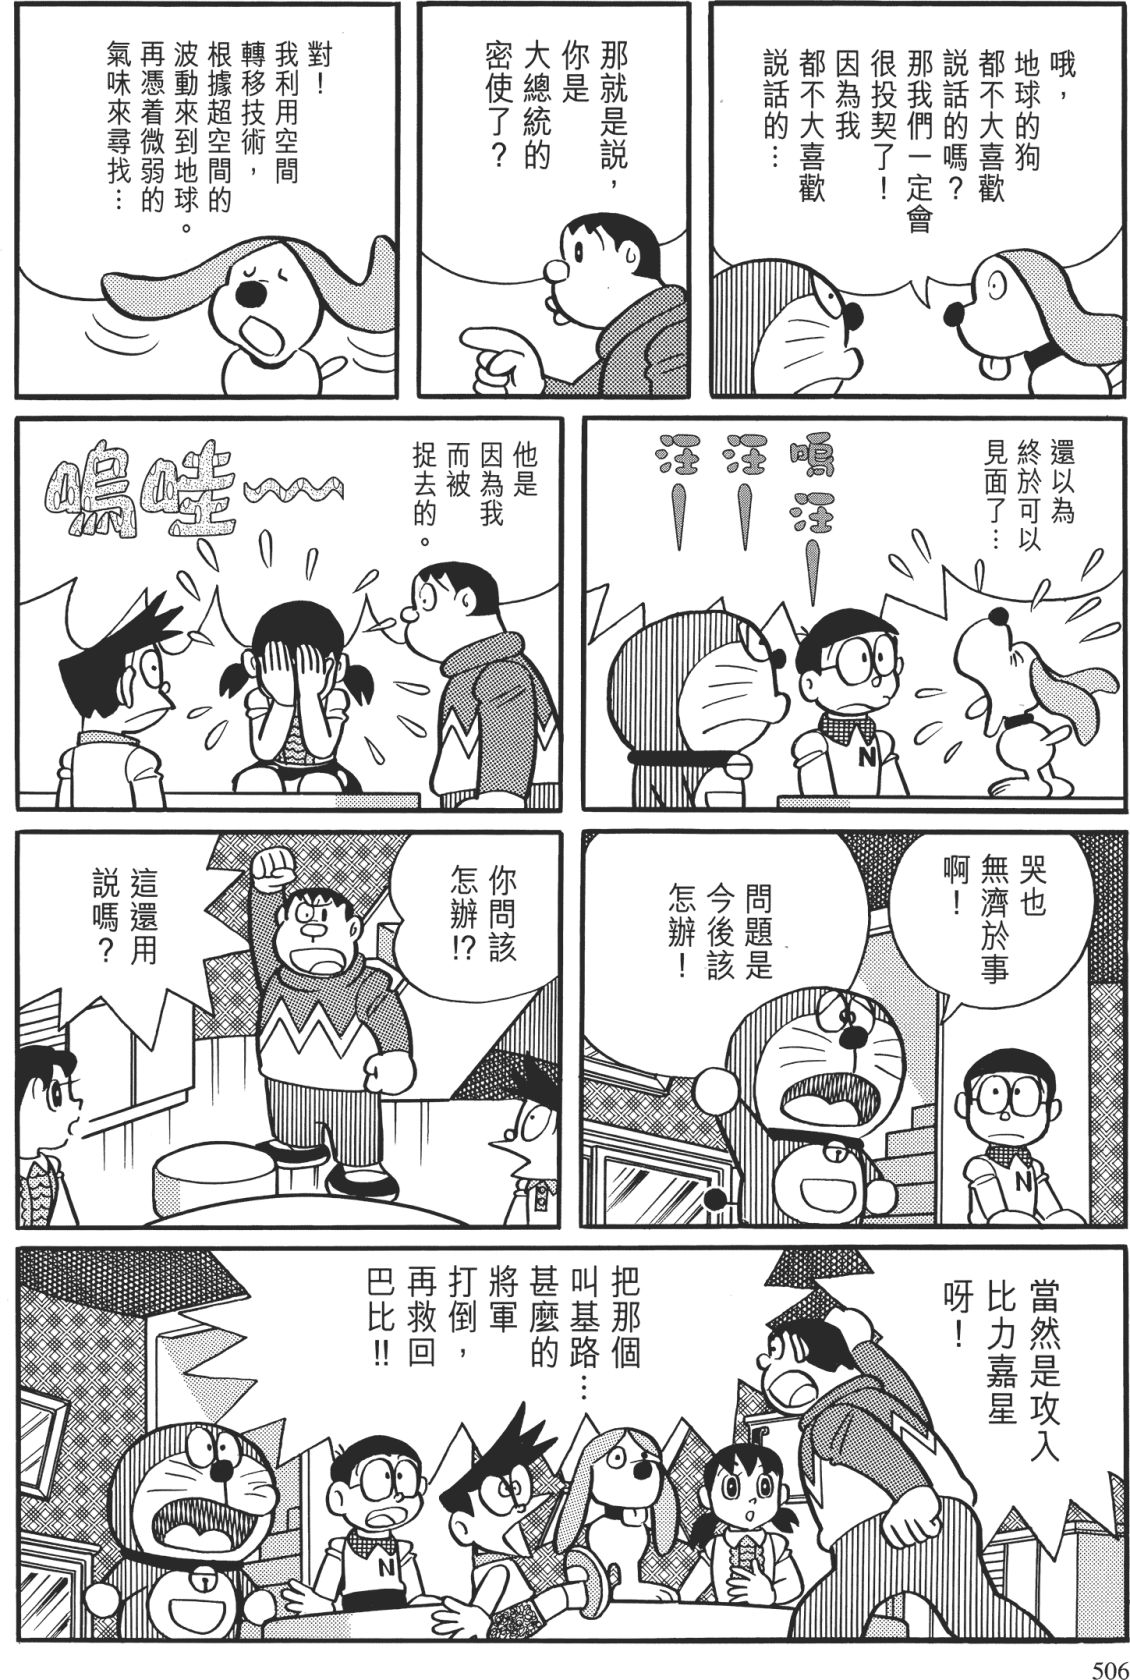 哦，
地球的狗
都不大喜歡
説話的嗎？
那我們一定會
很投契了！
因為我
都不大喜歡
説話的…
那就是説，
你是
大總統的
密使了？
對！
我利用空間
轉移技術，
根據超空間的
波動來到地球。
再憑着微弱的
氣味來尋找…
還以為
終於可以
見面了…
嗚汪！
汪！
汪！
他是
因為我
而被
捉去的。
嗚哇~~
哭也
無濟於事
啊！
問題是
今後該
怎辦！
你問該
怎辦!?
這還用
説嗎？
當然是攻入
比力嘉星
呀！
把那個
叫基路…
甚麼的
將軍
打倒，
再救回
巴比!!
N
N
N
506